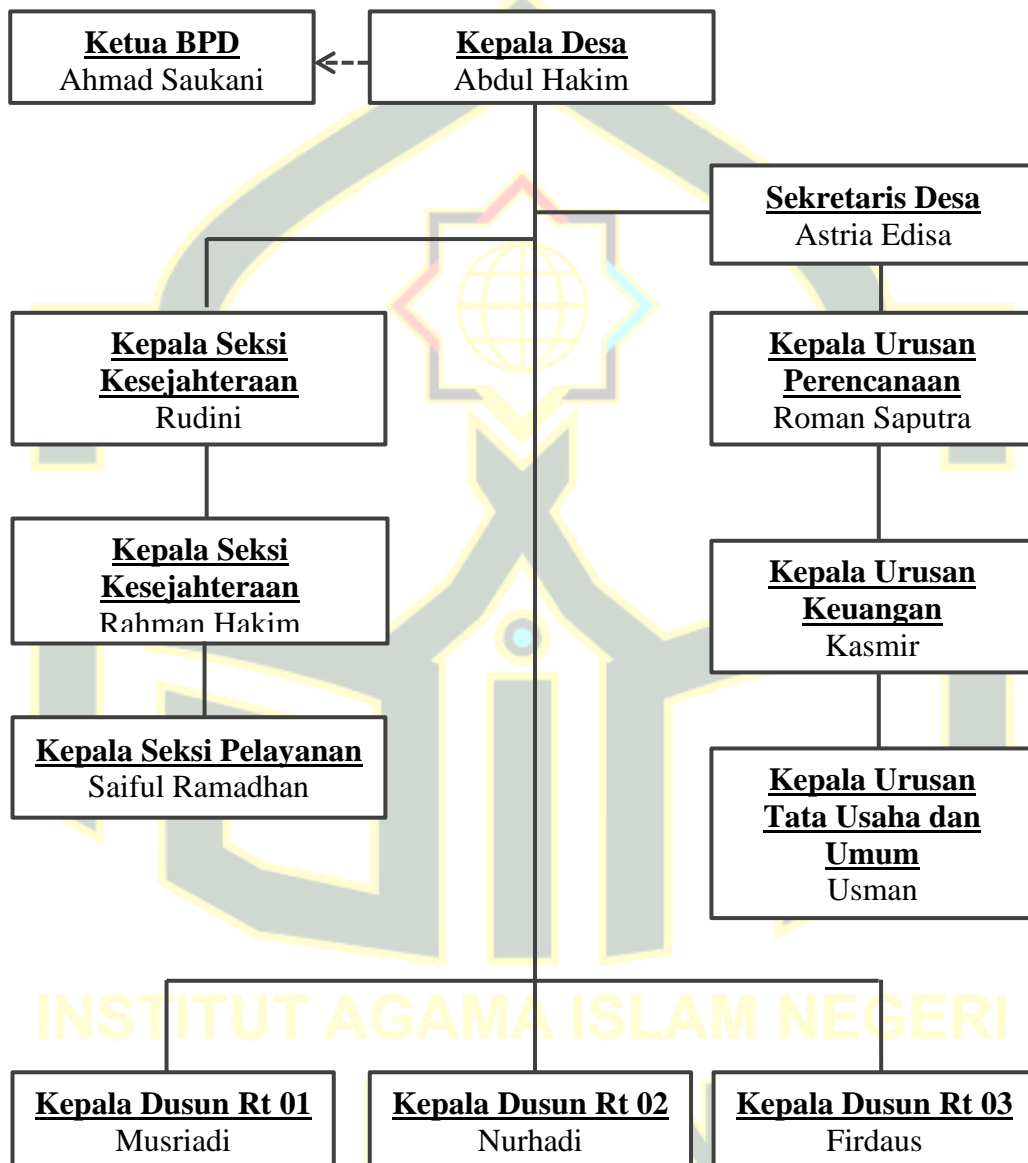 Ketua BPD
Ahmad Saukani
Kepala Desa
Abdul Hakim
Sekretaris Desa
Astria Edisa
Kepala Seksi
Kesejahteraan
Rudini
Kepala Urusan
Perencanaan
Roman Saputra
Kepala Seksi
Kesejahteraan
Rahman Hakim
Kepala Urusan
Keuangan
Kasmir
Kepala Seksi Pelayanan
Saiful Ramadhan
Kepala Urusan
Tata Usaha dan
Umum
Usman
INSTITUT AGAMA ISLAM NEGERI
Kepala Dusun Rt 01
Musriadi
Kepala Dusun Rt 02
Nurhadi
Kepala Dusun Rt 03
Firdaus